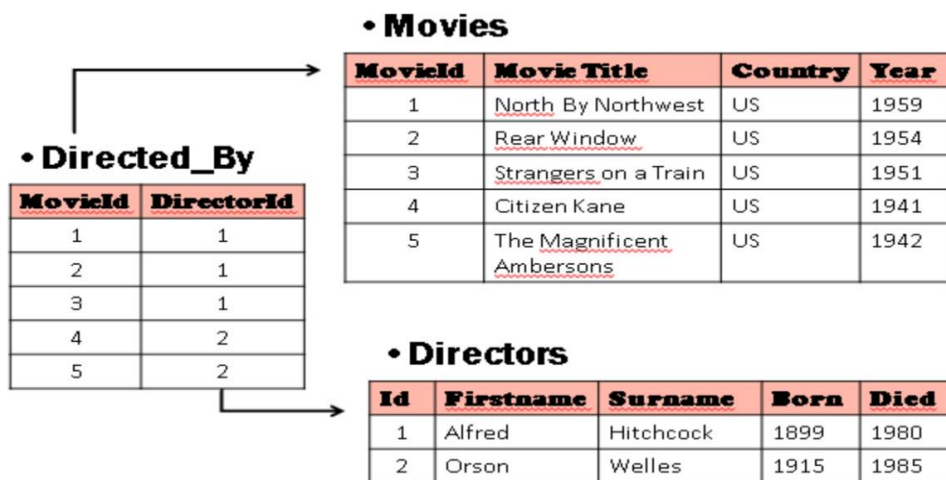 • Movies
MovieId Movie Title Country Year
1 North By Northwest US 1959
2 Rear Window US 1954
3 Strangers on a Train US 1951
4 Citizen Kane US 1941
5 The Magnificent US 1942
Ambersons
• Directed_By
MovieId DirectorId
1 1
2 1
3 1
4 2
5 2
• Directors
Id Firstname Surname Born Died
1 Alfred Hitchcock 1899 1980
2 Orson Welles 1915 1985